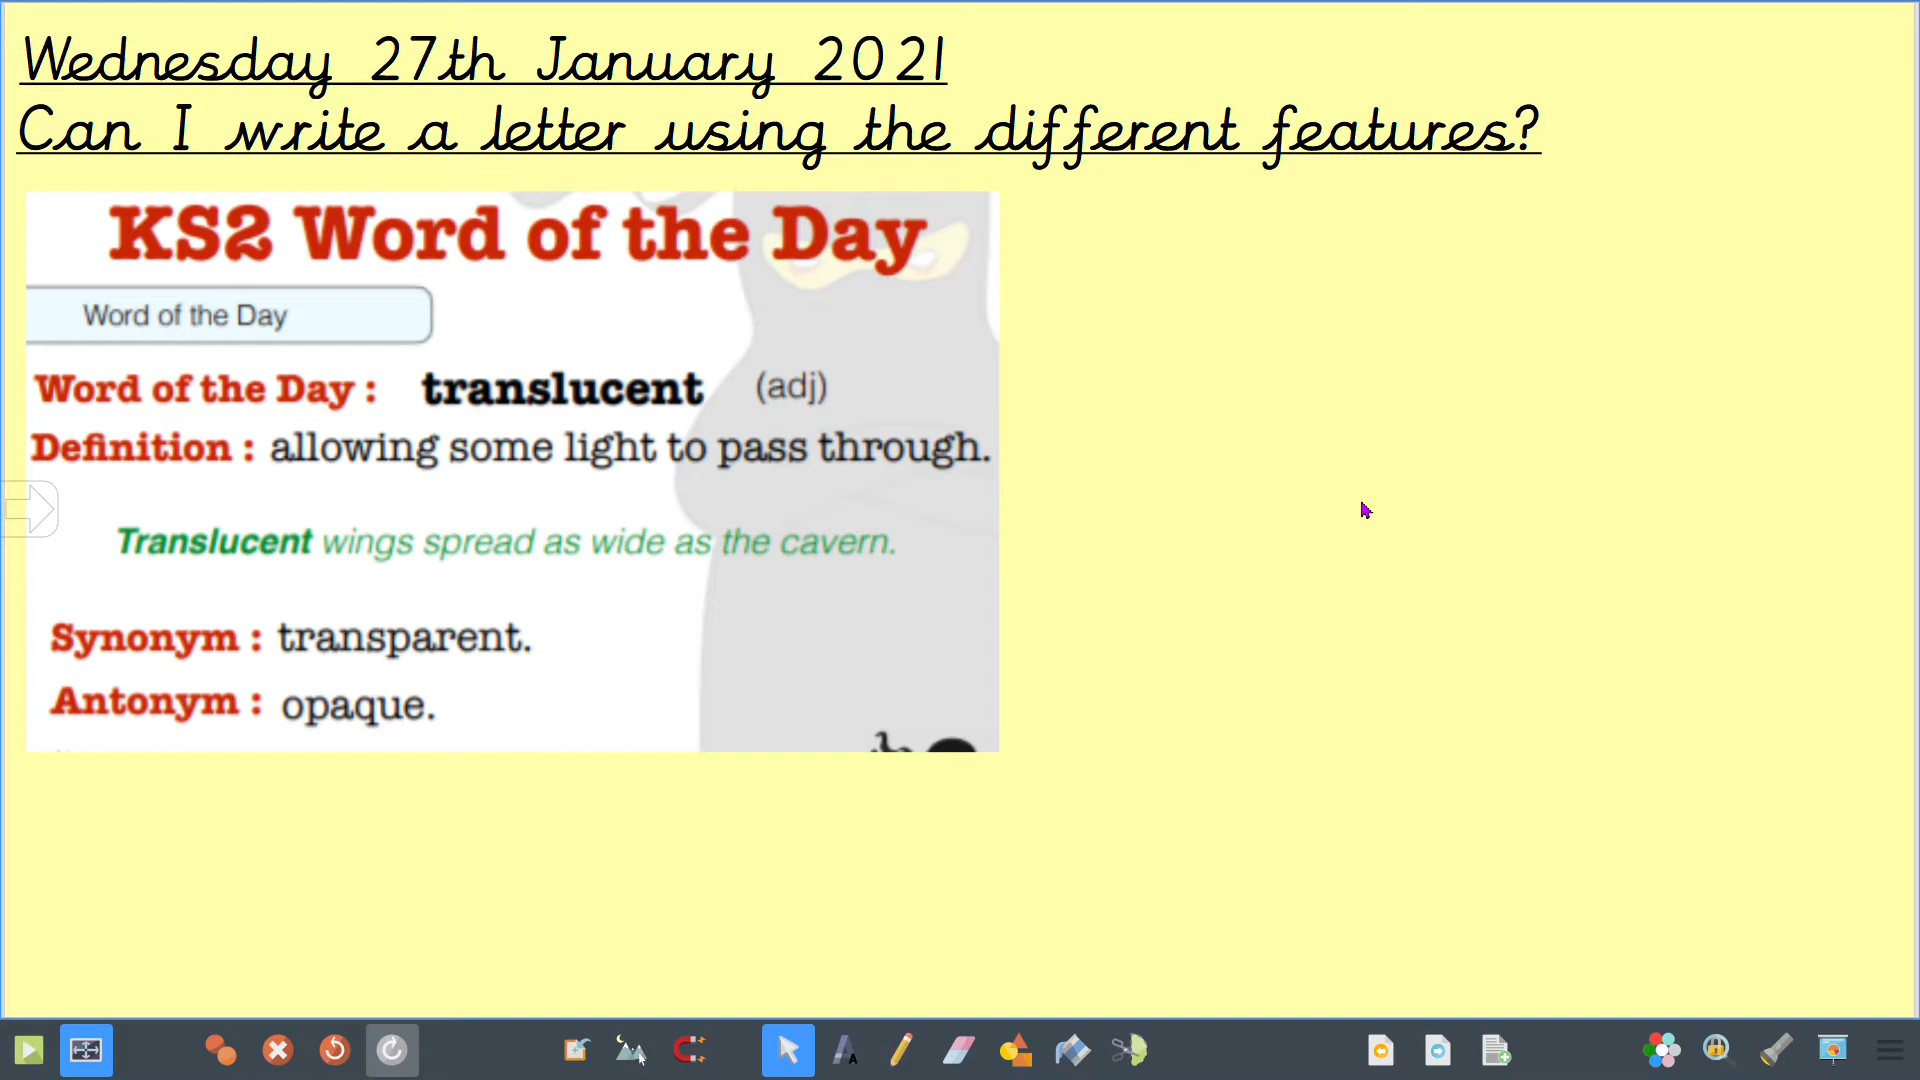 Wednesday 27th January 2021
Can I write a letter using the different features?
KS2 Word of the Day
Word of the Day
Word of the Day : translucent (adj)
Definition : allowing some light to pass through.
Translucent wings spread as wide as the cavern.
Synonym : transparent.
Antonym : opaque.